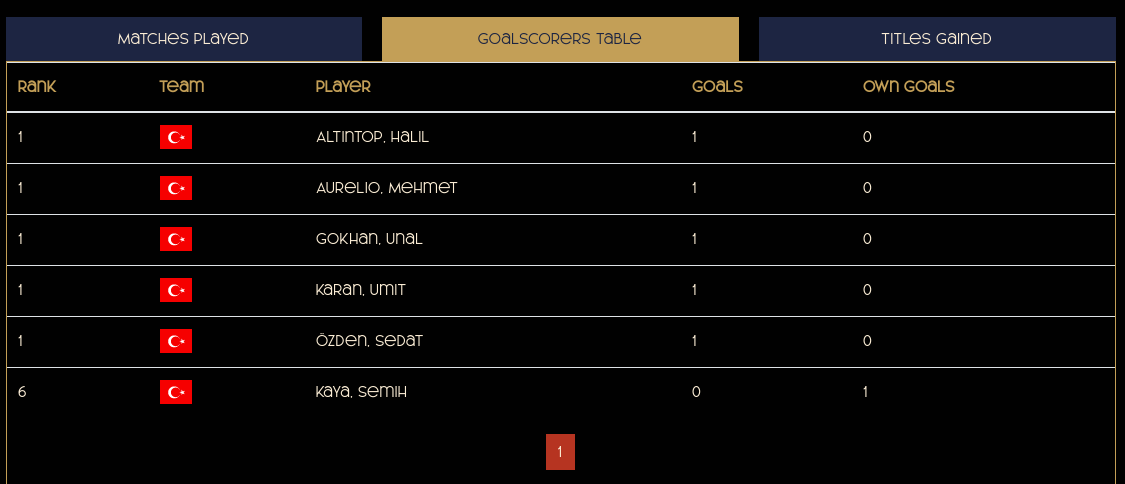 Matches Played
Goalscorers Table
Titles Gained
Rank Team Player Goals Own Goals
1 Altintop, Halil 1 0
1 Aurelio, Mehmet 1 0
1 Gokhan, Unal 1 0
1 Karan, Umit 1 0
1 Özden, Sedat 1 0
6 Kaya, Semih 0 1
1